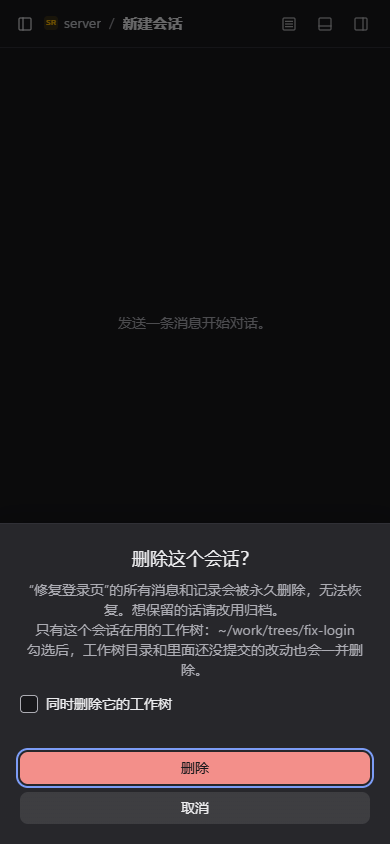 SR server / 新建会话
发送一条消息开始对话。
删除这个会话？
“修复登录页”的所有消息和记录会被永久删除，无法恢
复。想保留的话请改用归档。
只有这个会话在用的工作树：~/work/trees/fix-login
勾选后，工作树目录和里面还没提交的改动也会一并删
除。
同时删除它的工作树
删除
取消